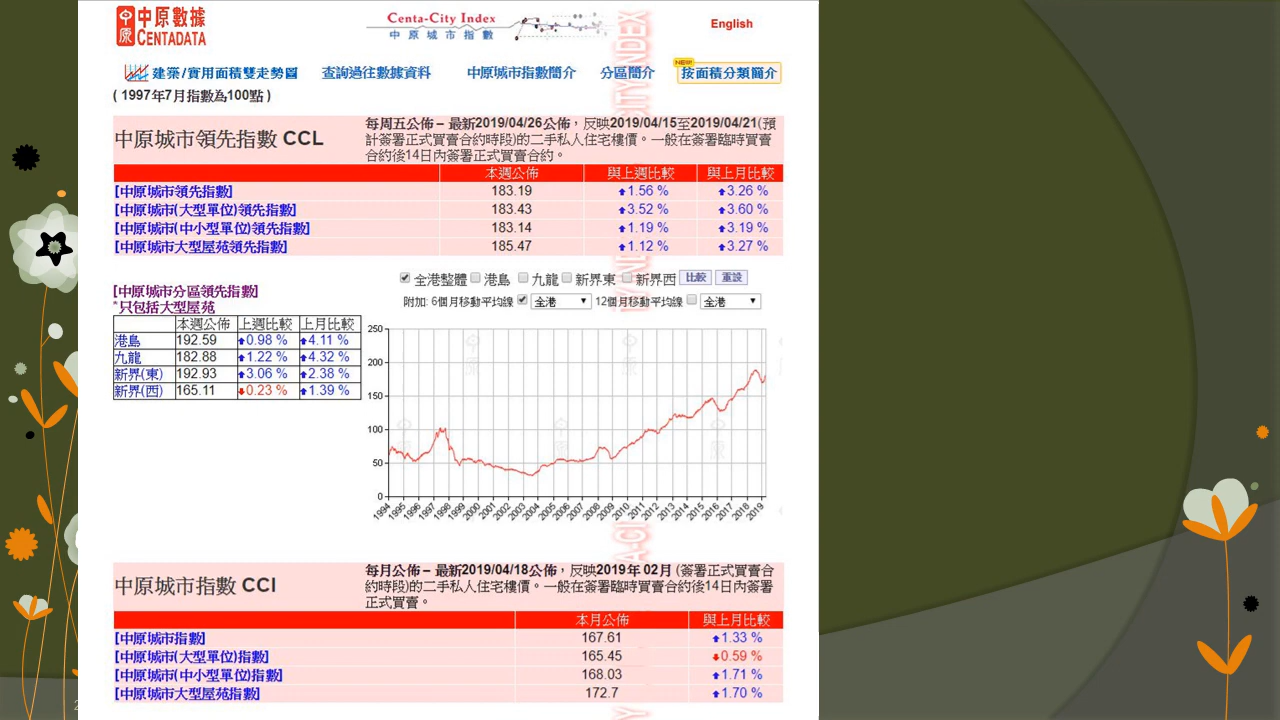 中原數據
CENTADATA
Centa-City Index
中原城市指數
English
建築/實用面積雙走勢圖
查詢過往數據資料
中原城市指數簡介
分區簡介
NEW
按面積分類簡介
( 1997年7月指數為100點 )
中原城市領先指數 CCL
每周五公佈 – 最新2019/04/26公佈，反映2019/04/15至2019/04/21(預
計簽署正式買賣合約時段)的二手私人住宅樓價。一般在簽署臨時買賣
合約後14日內簽署正式買賣合約。
本週公佈 與上週比較 與上月比較
[中原城市領先指數] 183.19 1.56 % 3.26 %
[中原城市(大型單位)領先指數] 183.43 3.52 % 3.60 %
[中原城市(中小型單位)領先指數] 183.14 1.19 % 3.19 %
[中原城市大型屋苑領先指數] 185.47 1.12 % 3.27 %
[中原城市分區領先指數]
*只包括大型屋苑
本週公佈 上週比較 上月比較
港島 192.59 0.98 % 4.11 %
九龍 182.88 1.22 % 4.32 %
新界(東) 192.93 3.06 % 2.38 %
新界(西) 165.11 0.23 % 1.39 %
全港整體 港島 九龍 新界東 新界西 比較 重設
附加: 6個月移動平均線 全港 12個月移動平均線 全港
250
200
150
100
50
0
1994 1995 1996 1997 1998 1999 2000 2001 2002 2003 2004 2005 2006 2007 2008 2009 2010 2011 2012 2013 2014 2015 2016 2017 2018 2019
中原城市指數 CCI
每月公佈 – 最新2019/04/18公佈，反映2019年 02月 (簽署正式買賣合
約時段)的二手私人住宅樓價。一般在簽署臨時買賣合約後14日內簽署
正式買賣。
本月公佈 與上月比較
[中原城市指數] 167.61 1.33 %
[中原城市(大型單位)指數] 165.45 0.59 %
[中原城市(中小型單位)指數] 168.03 1.71 %
[中原城市大型屋苑指數] 172.7 1.70 %